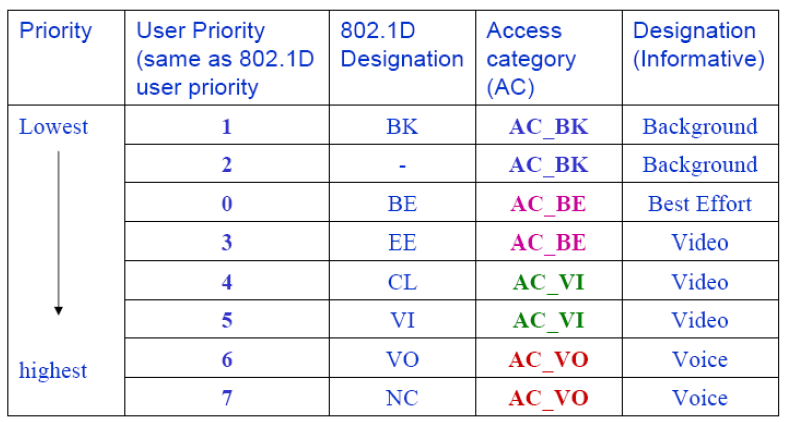 Priority
User Priority
(same as 802.1D
user priority
802.1D
Designation
Access
category
(AC)
Designation
(Informative)
Lowest
1 BK AC_BK Background
2 - AC_BK Background
0 BE AC_BE Best Effort
3 EE AC_BE Video
4 CL AC_VI Video
5 VI AC_VI Video
highest
6 VO AC_VO Voice
7 NC AC_VO Voice